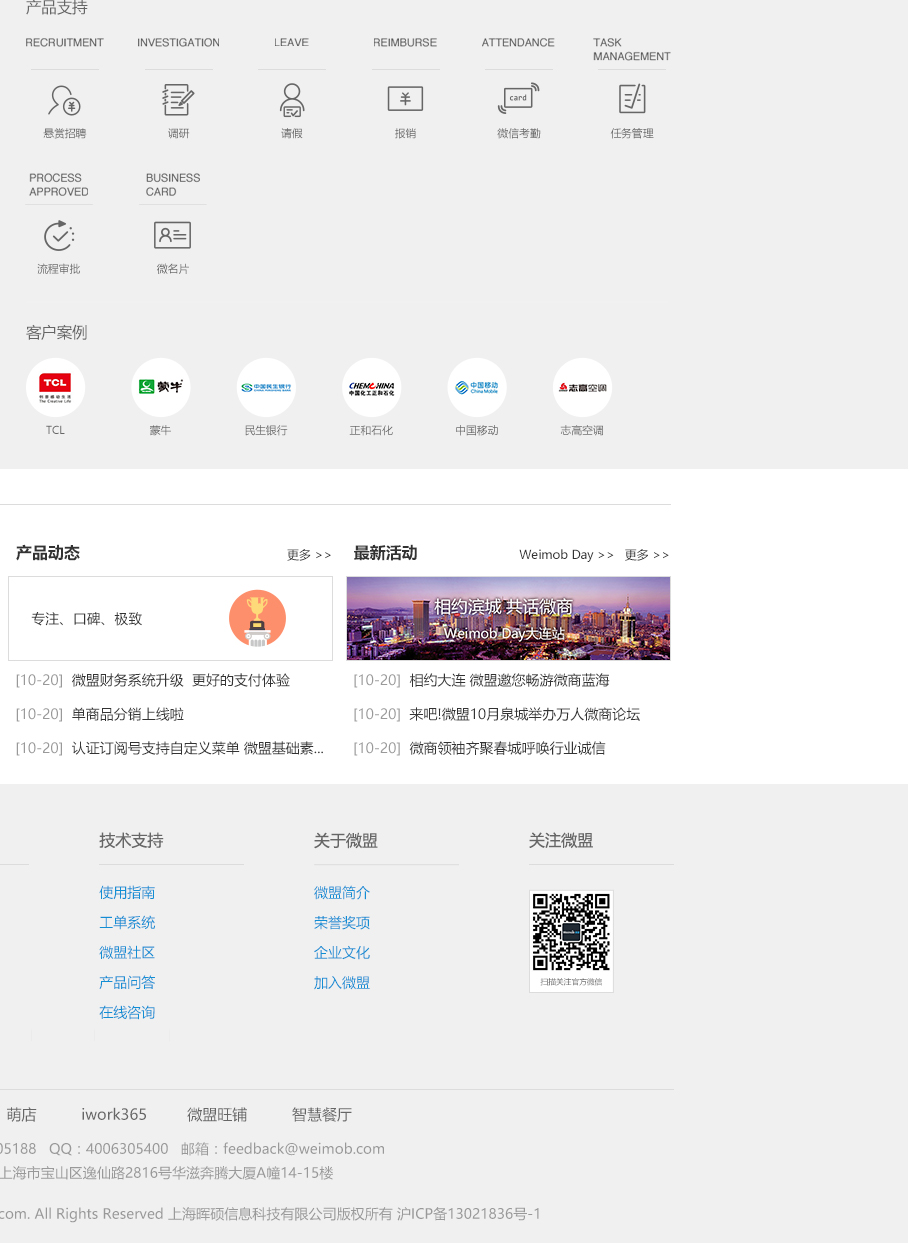 产品支持
RECRUITMENT INVESTIGATION LEAVE REIMBURSE ATTENDANCE TASK MANAGEMENT
card
悬赏招聘 调研 请假 报销 微信考勤 任务管理
PROCESS APPROVED BUSINESS CARD
流程审批 微名片
客户案例
TCL 蒙牛 中国民生银行 CHEMCHINA 中国移动 志高空调
The Creative Life 中国化工正和石化 China Mobile
TCL 蒙牛 民生银行 正和石化 中国移动 志高空调
产品动态 更多 >> 最新活动 Weimob Day >> 更多 >>
专注、口碑、极致
相约滨城 共话微商
Weimob Day大连站
[10-20] 微盟财务系统升级 更好的支付体验
[10-20] 单商品分销上线啦
[10-20] 认证订阅号支持自定义菜单 微盟基础素...
[10-20] 相约大连 微盟邀您畅游微商蓝海
[10-20] 来吧!微盟10月泉城举办万人微商论坛
[10-20] 微商领袖齐聚春城呼唤行业诚信
技术支持
使用指南
工单系统
微盟社区
产品问答
在线咨询
关于微盟
微盟简介
荣誉奖项
企业文化
加入微盟
关注微盟
扫描关注官方微信
萌店 iwork365 微盟旺铺 智慧餐厅
05188 QQ：4006305400 邮箱：feedback@weimob.com
上海市宝山区逸仙路2816号华滋奔腾大厦A幢14-15楼
com. All Rights Reserved 上海晖硕信息科技有限公司版权所有 沪ICP备13021836号-1